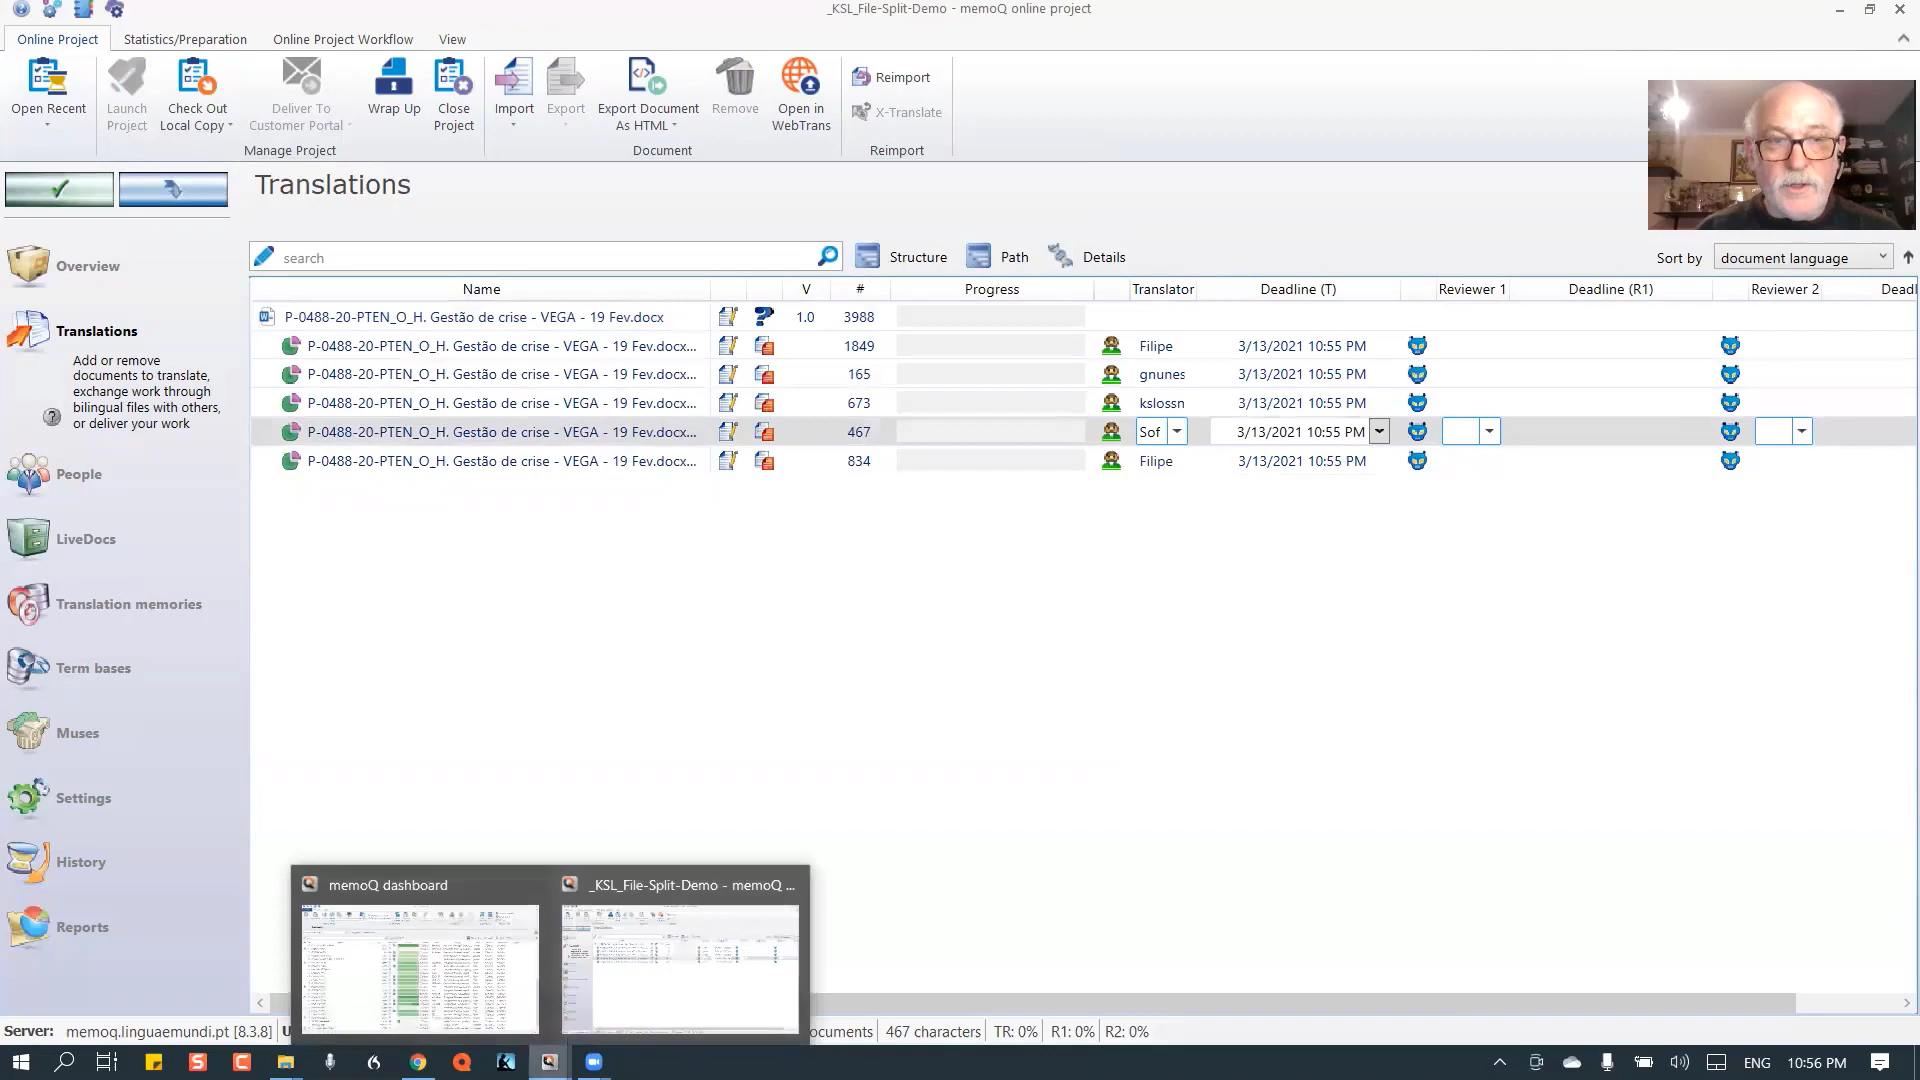 _KSL_File-Split-Demo - memoQ online project
Online Project Statistics/Preparation Online Project Workflow View
Open Recent
Launch Project
Check Out Local Copy
Deliver To Customer Portal
Wrap Up
Close Project
Import
Export
Export Document As HTML
Remove
Open in WebTrans
Reimport
X-Translate
Manage Project Document Reimport
Translations
search Structure Path Details Sort by document language
Name V # Progress Translator Deadline (T) Reviewer 1 Deadline (R1) Reviewer 2 Deadl
P-0488-20-PTEN_O_H. Gestão de crise - VEGA - 19 Fev.docx 1.0 3988
P-0488-20-PTEN_O_H. Gestão de crise - VEGA - 19 Fev.docx... 1849 Filipe 3/13/2021 10:55 PM
P-0488-20-PTEN_O_H. Gestão de crise - VEGA - 19 Fev.docx... 165 gnunes 3/13/2021 10:55 PM
P-0488-20-PTEN_O_H. Gestão de crise - VEGA - 19 Fev.docx... 673 kslossn 3/13/2021 10:55 PM
P-0488-20-PTEN_O_H. Gestão de crise - VEGA - 19 Fev.docx... 467 Sof 3/13/2021 10:55 PM
P-0488-20-PTEN_O_H. Gestão de crise - VEGA - 19 Fev.docx... 834 Filipe 3/13/2021 10:55 PM
Overview
Translations
Add or remove
documents to translate,
exchange work through
bilingual files with others,
or deliver your work
People
LiveDocs
Translation memories
Term bases
Muses
Settings
History
Reports
memoQ dashboard
_KSL_File-Split-Demo - memoQ ...
Server: memoq.linguaemundi.pt [8.3.8] U ocuments 467 characters TR: 0% R1: 0% R2: 0%
ENG 10:56 PM